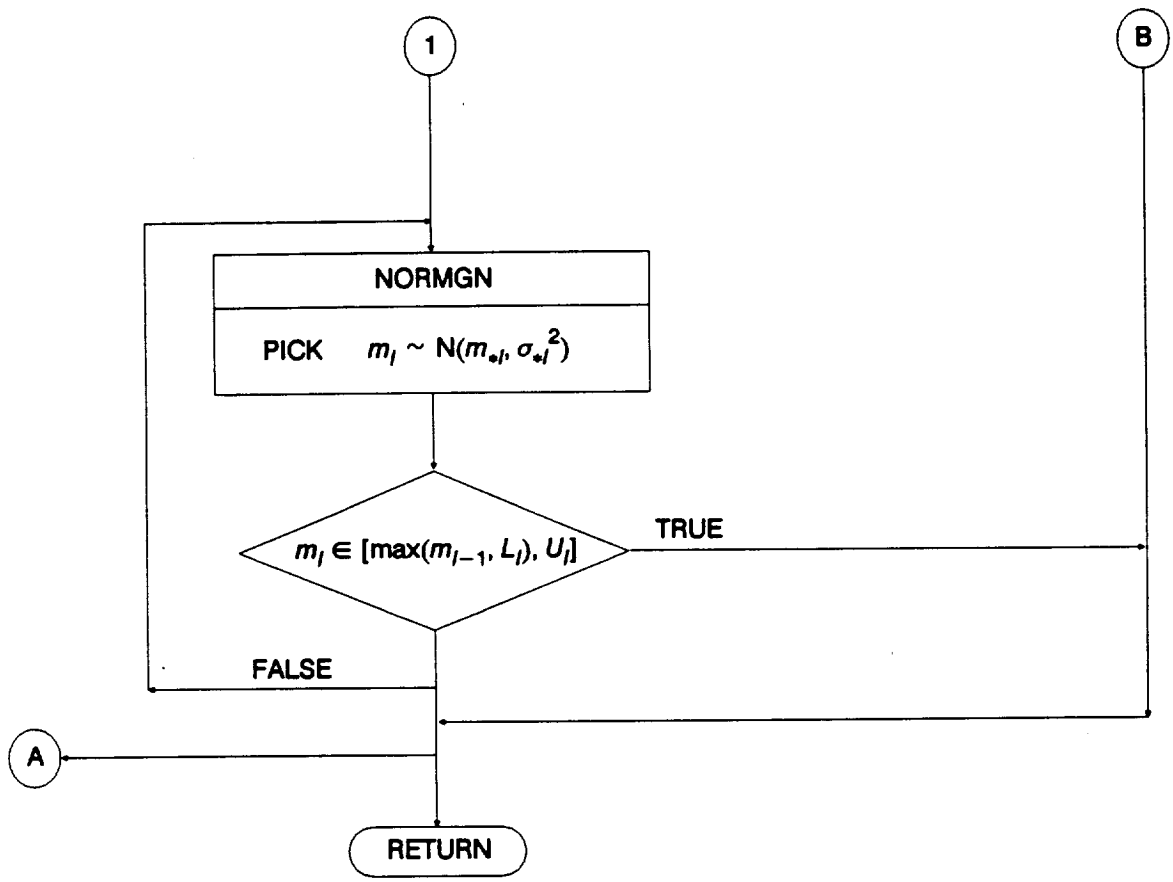 1
B
NORMGN
PICK m_l ~ N(m_{*l}, σ_{*l}^2)
m_l ∈ [max(m_{l−1}, L_l), U_l]
TRUE
FALSE
A
RETURN